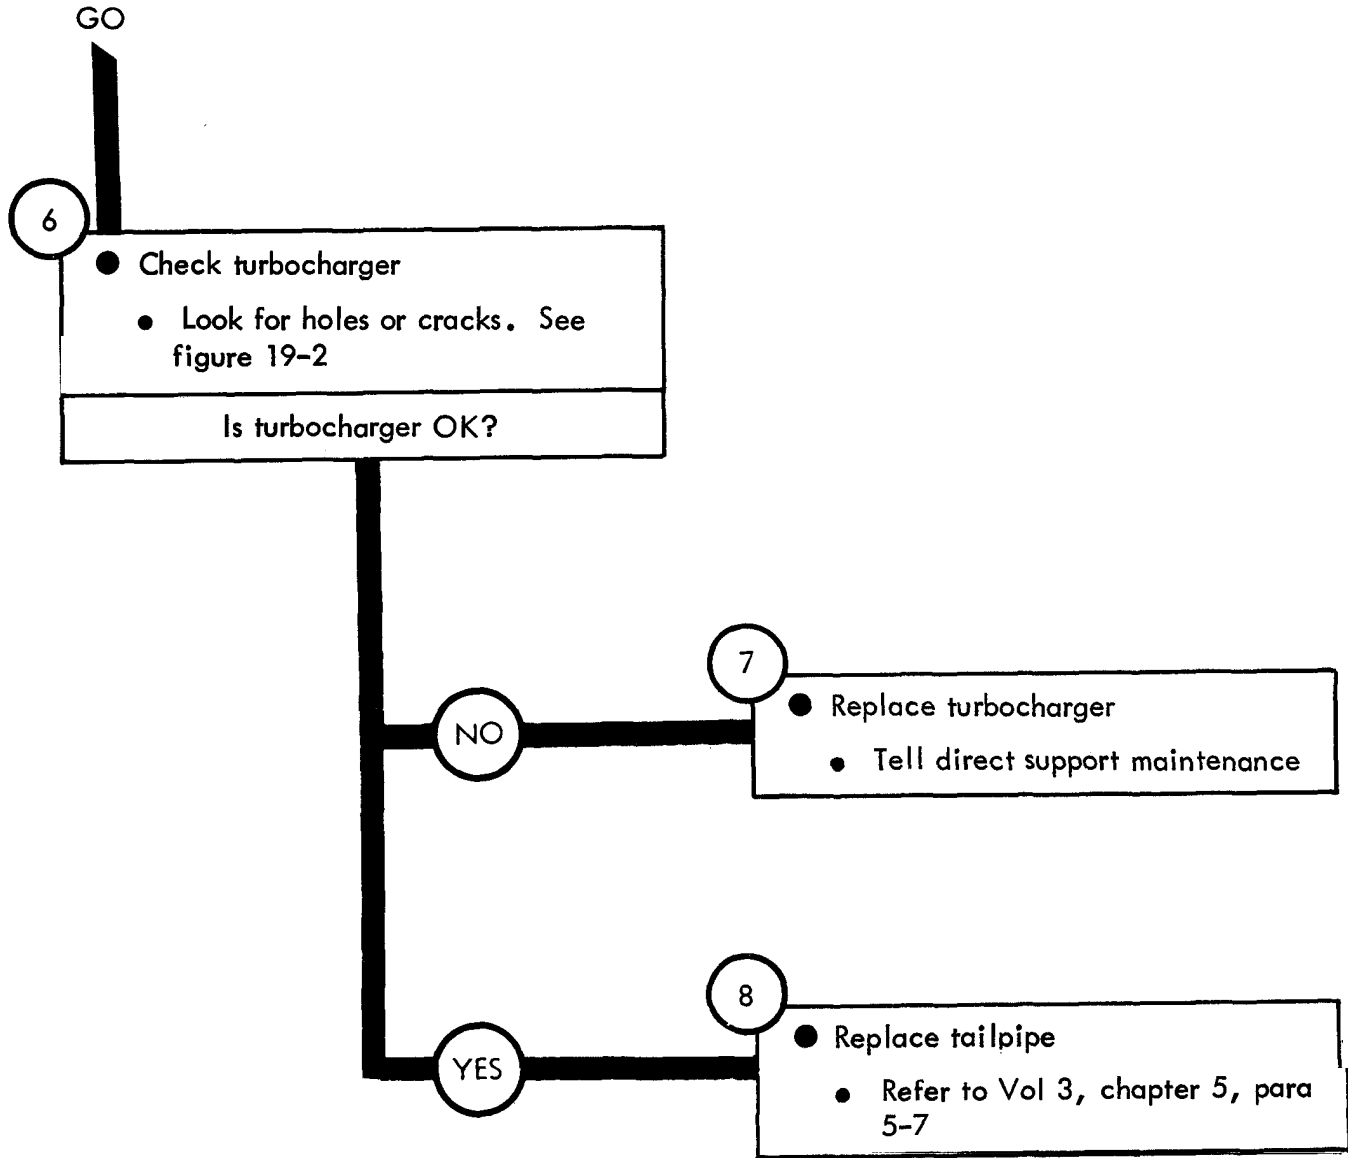 GO
6
● Check turbocharger
● Look for holes or cracks. See
figure 19-2
Is turbocharger OK?
7
● Replace turbocharger
● Tell direct support maintenance
NO
8
● Replace tailpipe
● Refer to Vol 3, chapter 5, para
5-7
YES